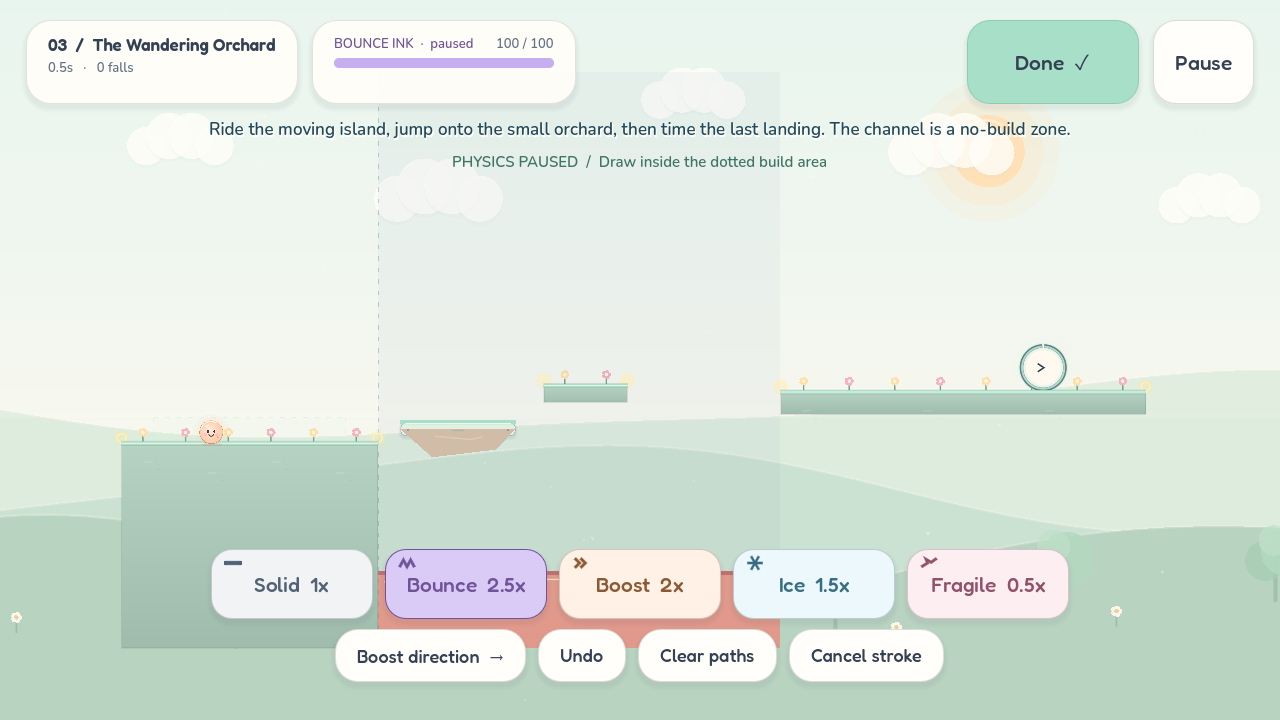 03 / The Wandering Orchard
0.5s · 0 falls
BOUNCE INK · paused 100 / 100
Done ✓
Pause
Ride the moving island, jump onto the small orchard, then time the last landing. The channel is a no-build zone.
PHYSICS PAUSED / Draw inside the dotted build area
Solid 1x
Bounce 2.5x
Boost 2x
Ice 1.5x
Fragile 0.5x
Boost direction →
Undo
Clear paths
Cancel stroke